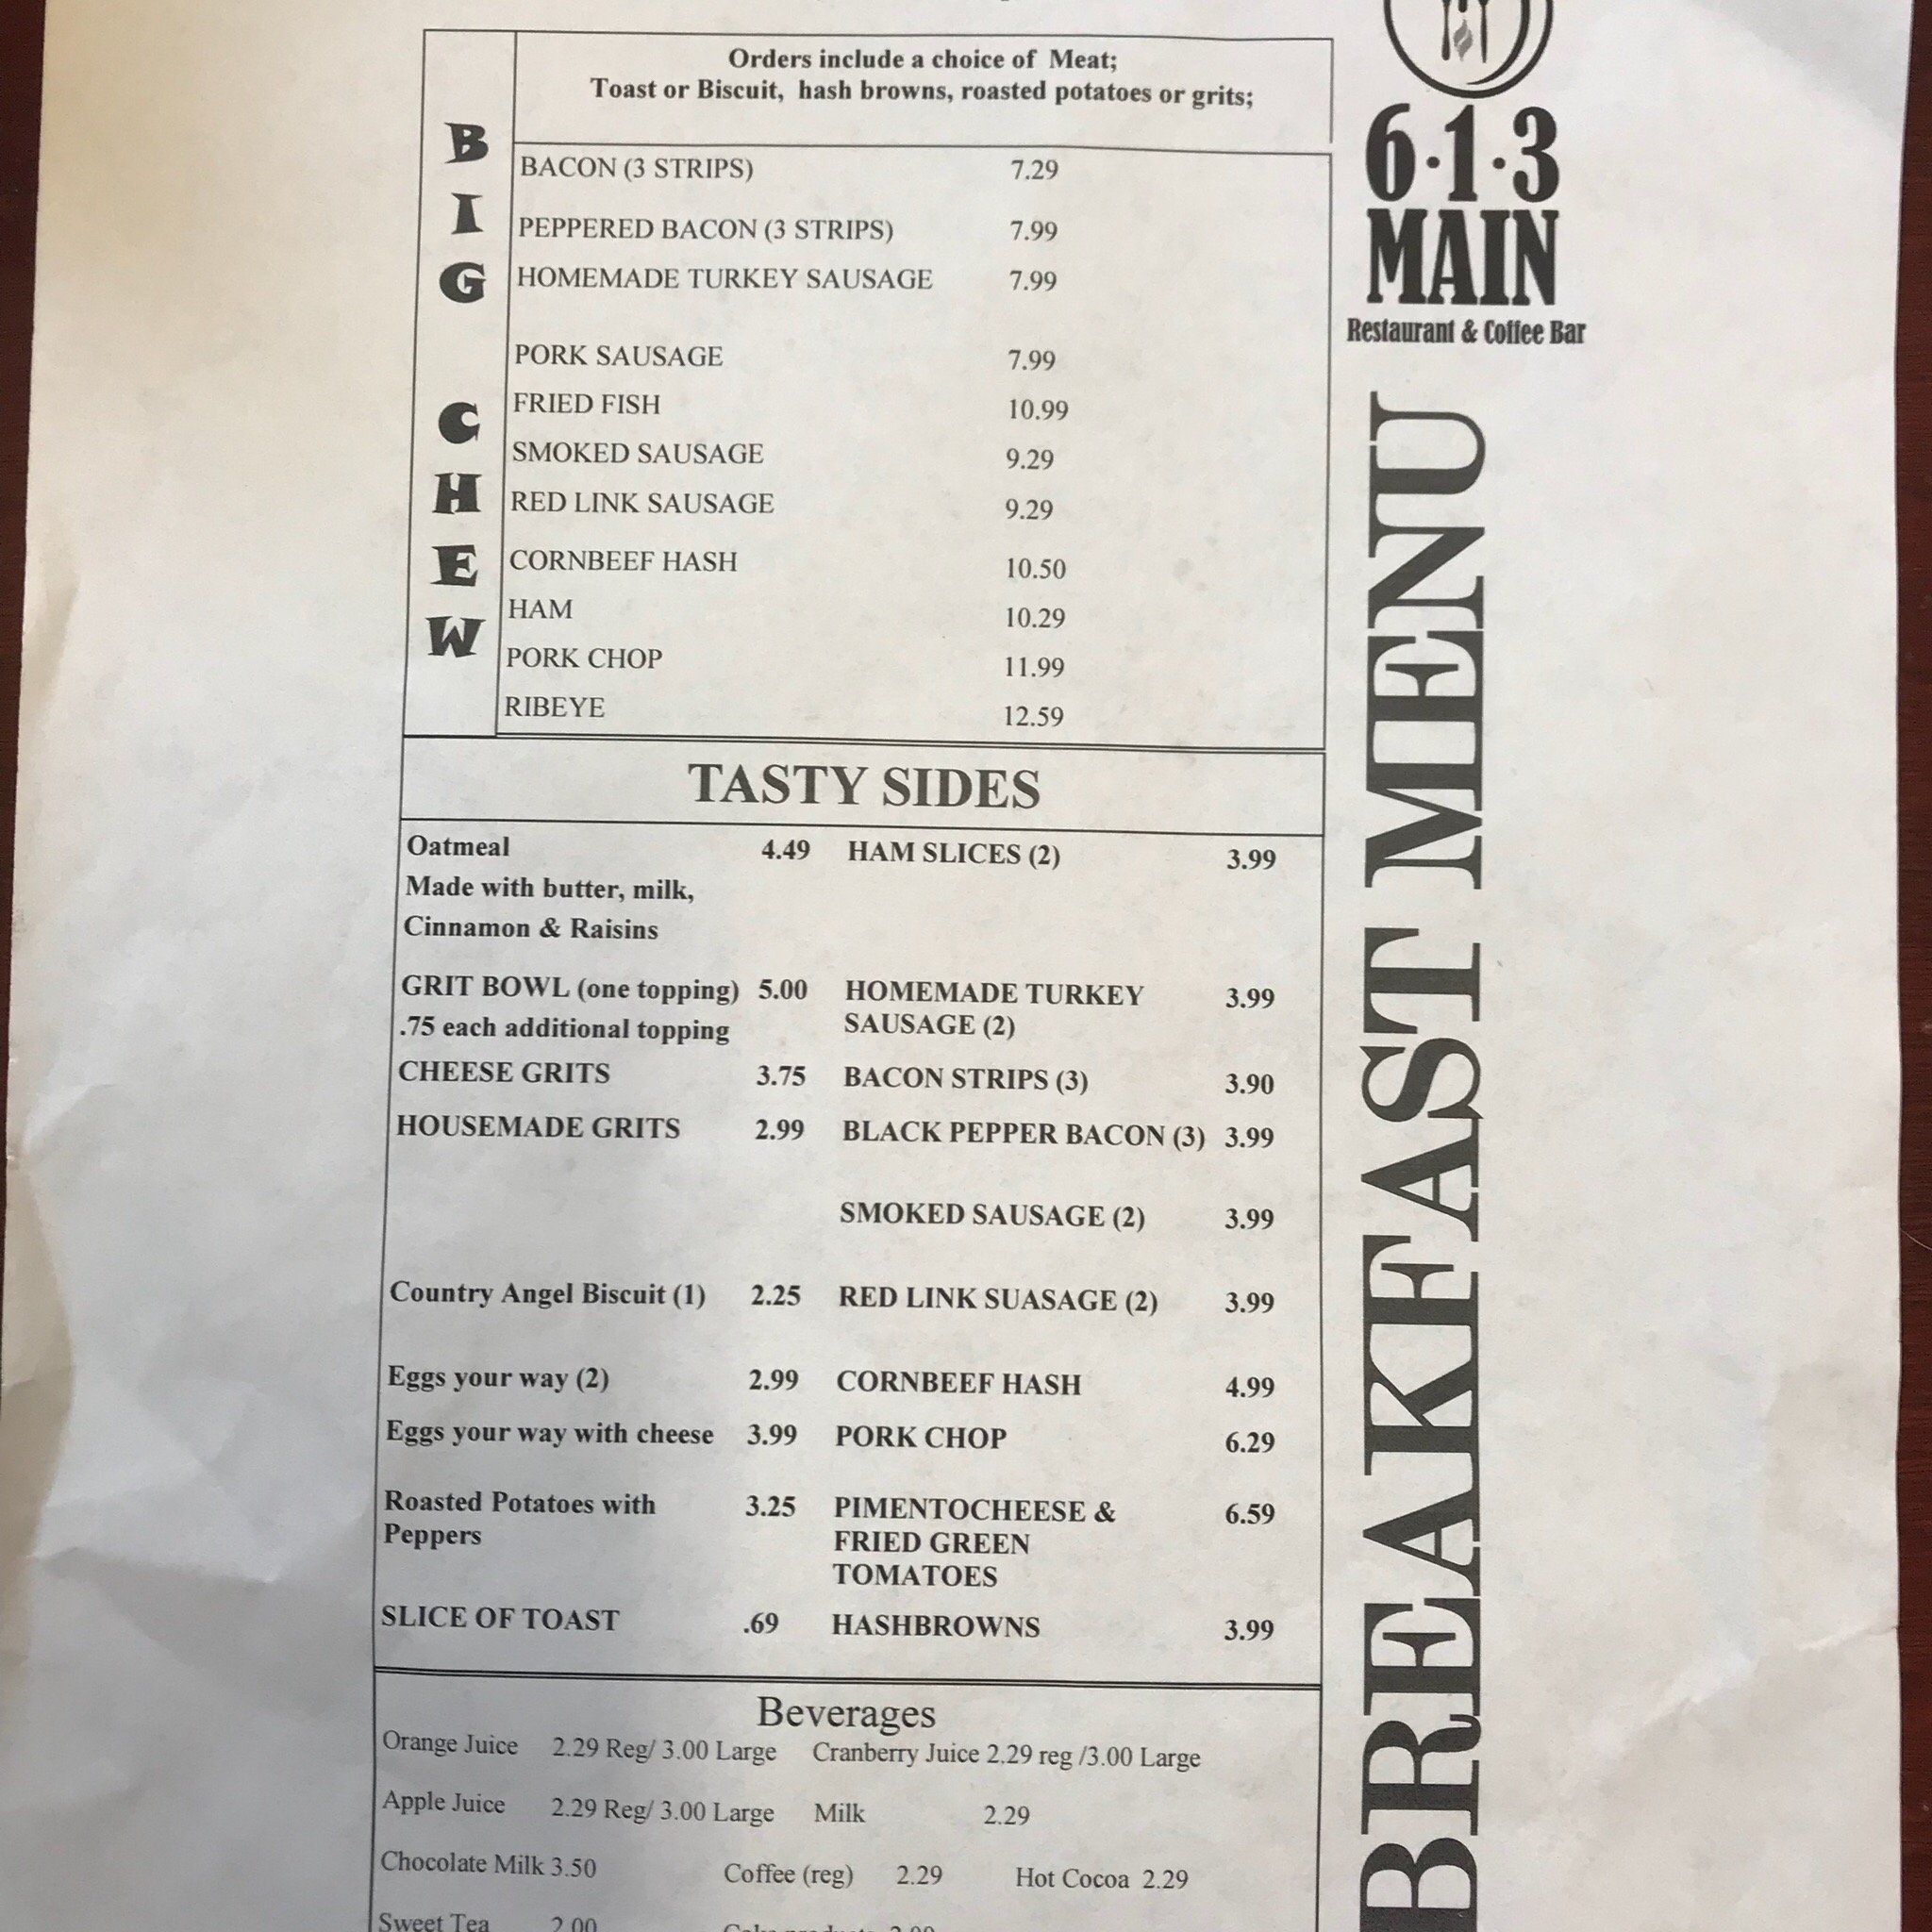 Orders include a choice of Meat;
Toast or Biscuit, hash browns, roasted potatoes or grits;
BIG CHEW
BACON (3 STRIPS) 7.29
PEPPERED BACON (3 STRIPS) 7.99
HOMEMADE TURKEY SAUSAGE 7.99
PORK SAUSAGE 7.99
FRIED FISH 10.99
SMOKED SAUSAGE 9.29
RED LINK SAUSAGE 9.29
CORNBEEF HASH 10.50
HAM 10.29
PORK CHOP 11.99
RIBEYE 12.59
TASTY SIDES
Oatmeal 4.49 HAM SLICES (2) 3.99
Made with butter, milk,
Cinnamon & Raisins
GRIT BOWL (one topping) 5.00 HOMEMADE TURKEY 3.99
.75 each additional topping SAUSAGE (2)
CHEESE GRITS 3.75 BACON STRIPS (3) 3.90
HOUSEMADE GRITS 2.99 BLACK PEPPER BACON (3) 3.99
SMOKED SAUSAGE (2) 3.99
Country Angel Biscuit (1) 2.25 RED LINK SUASAGE (2) 3.99
Eggs your way (2) 2.99 CORNBEEF HASH 4.99
Eggs your way with cheese 3.99 PORK CHOP 6.29
Roasted Potatoes with 3.25 PIMENTOCHEESE & 6.59
Peppers FRIED GREEN
TOMATOES
SLICE OF TOAST .69 HASHBROWNS 3.99
Beverages
Orange Juice 2.29 Reg/ 3.00 Large Cranberry Juice 2.29 reg /3.00 Large
Apple Juice 2.29 Reg/ 3.00 Large Milk 2.29
Chocolate Milk 3.50 Coffee (reg) 2.29 Hot Cocoa 2.29
Sweet Tea 2.00
6·1·3
MAIN
Restaurant & Coffee Bar
BREAKFAST MENU